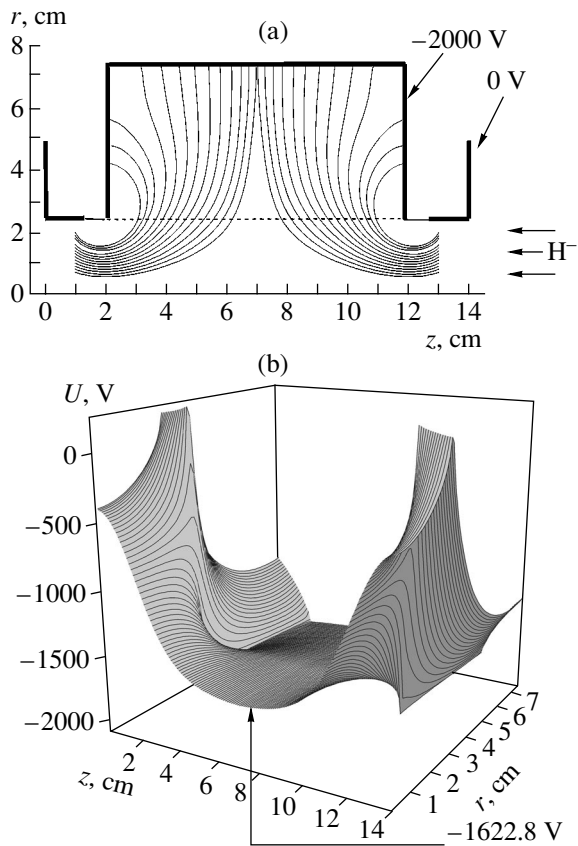 r, cm
(a)
8
−2000 V
0 V
6
4
2
H−
0
0 2 4 6 8 10 12 14
z, cm
(b)
U, V
0
−500
−1000
−1500
−2000
2 4 6 8 10 12 14
z, cm
1 2 3 4 5 6 7
r, cm
−1622.8 V